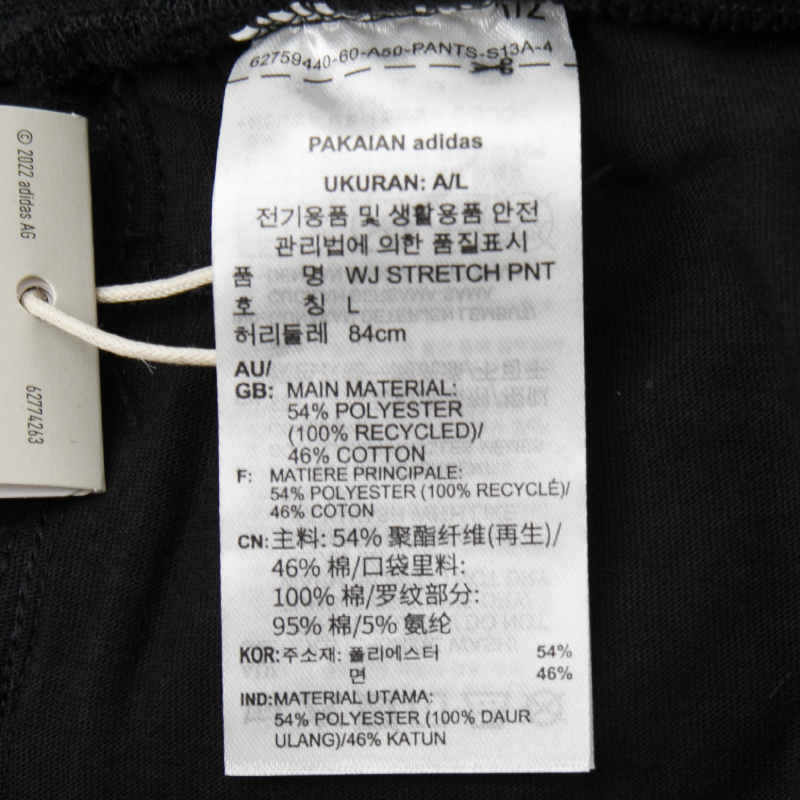 112
62759440-60-A50-PANTS-S13A-4
PAKAIAN adidas
UKURAN: A/L
전기용품 및 생활용품 안전
관리법에 의한 품질표시
품 명 WJ STRETCH PNT
호 칭 L
허리둘레 84cm
AU/
GB: MAIN MATERIAL:
54% POLYESTER
(100% RECYCLED)/
46% COTTON
F: MATIERE PRINCIPALE:
54% POLYESTER (100% RECYCLÉ)/
46% COTON
CN: 主料: 54% 聚酯纤维(再生)/
46% 棉/口袋里料:
100% 棉/罗纹部分:
95% 棉/5% 氨纶
KOR: 주소재: 폴리에스터 54%
면 46%
IND: MATERIAL UTAMA:
54% POLYESTER (100% DAUR
ULANG)/46% KATUN
© 2022 adidas AG
62774263